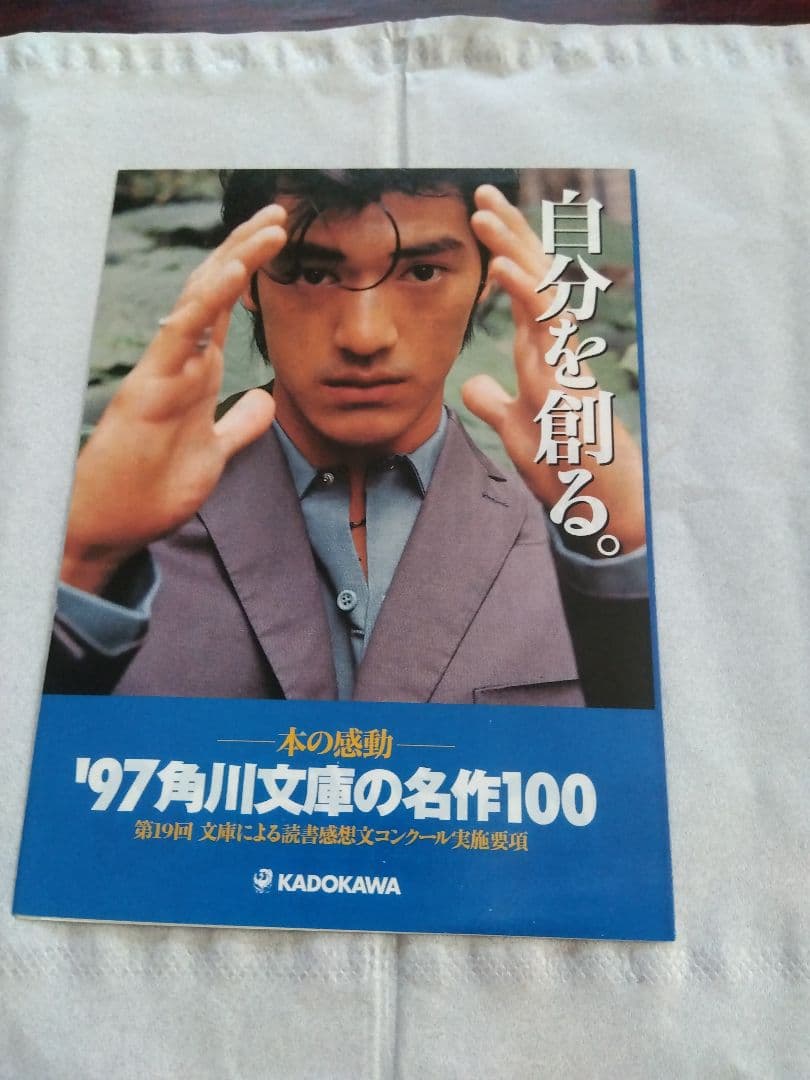 自分を創る。
本の感動
'97角川文庫の名作100
第19回 文庫による読書感想文コンクール実施要項
KADOKAWA